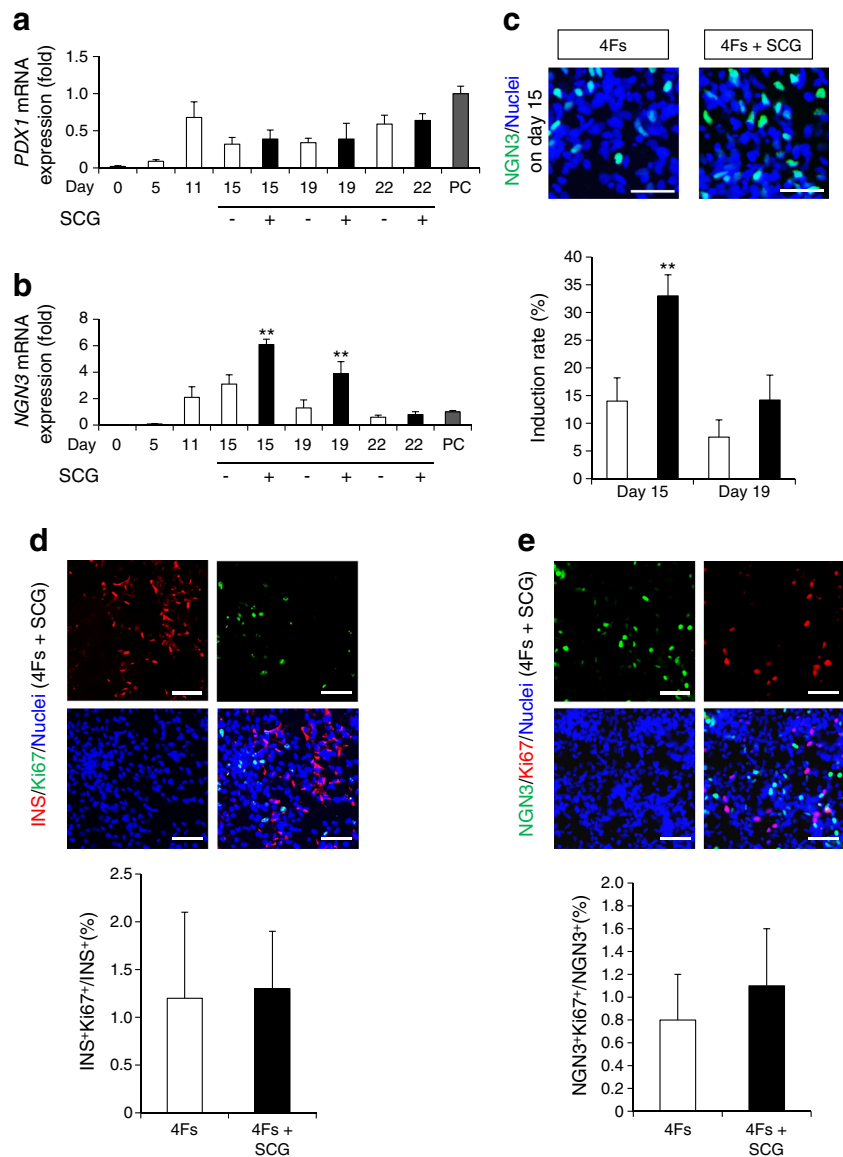 a
PDX1 mRNA
expression (fold)
1.5
1.0
0.5
0
Day 0 5 11 15 15 19 19 22 22 PC
SCG - + - + - +
b
NGN3 mRNA
expression (fold)
8
6
4
2
0
** **
Day 0 5 11 15 15 19 19 22 22 PC
SCG - + - + - +
c
4Fs 4Fs + SCG
NGN3/Nuclei
on day 15
Induction rate (%)
40
35
30
25
20
15
10
5
0
**
Day 15 Day 19
d
INS/Ki67/Nuclei (4Fs + SCG)
INS⁺Ki67⁺/INS⁺(%)
2.5
2.0
1.5
1.0
0.5
0
4Fs 4Fs +
SCG
e
NGN3/Ki67/Nuclei (4Fs + SCG)
NGN3⁺Ki67⁺/NGN3⁺(%)
2.0
1.8
1.6
1.4
1.2
1.0
0.8
0.6
0.4
0.2
0
4Fs 4Fs +
SCG